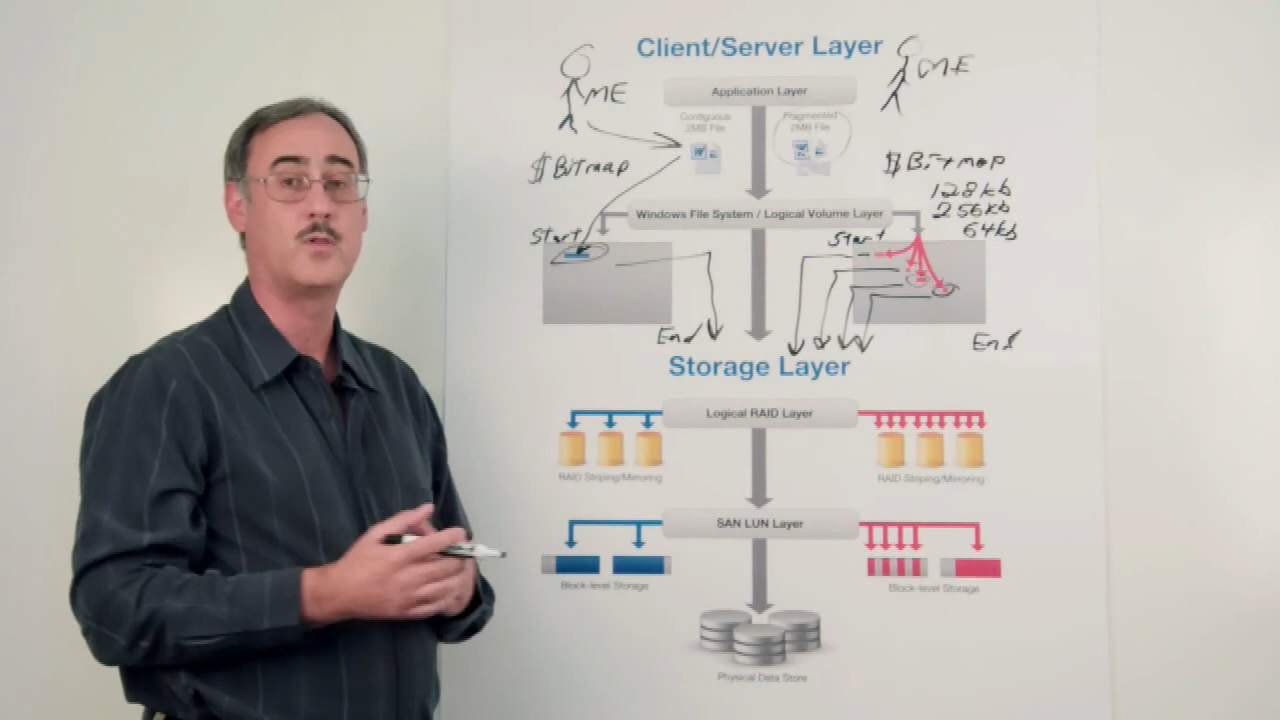 Client/Server Layer
ME
ME
Application Layer
Contiguous
2MB File
Fragmented
2MB File
$Bitmap
$Bitmap
128kb
256kb
64kb
Windows File System / Logical Volume Layer
Start
Start
End
End
Storage Layer
Logical RAID Layer
RAID Striping/Mirroring
RAID Striping/Mirroring
SAN LUN Layer
Block-level Storage
Block-level Storage
Physical Data Store